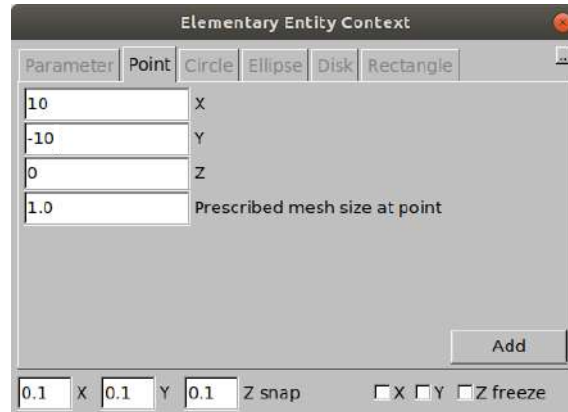 Elementary Entity Context
Parameter Point Circle Ellipse Disk Rectangle ...
10 X
-10 Y
0 Z
1.0 Prescribed mesh size at point
Add
0.1 X 0.1 Y 0.1 Z snap X Y Z freeze